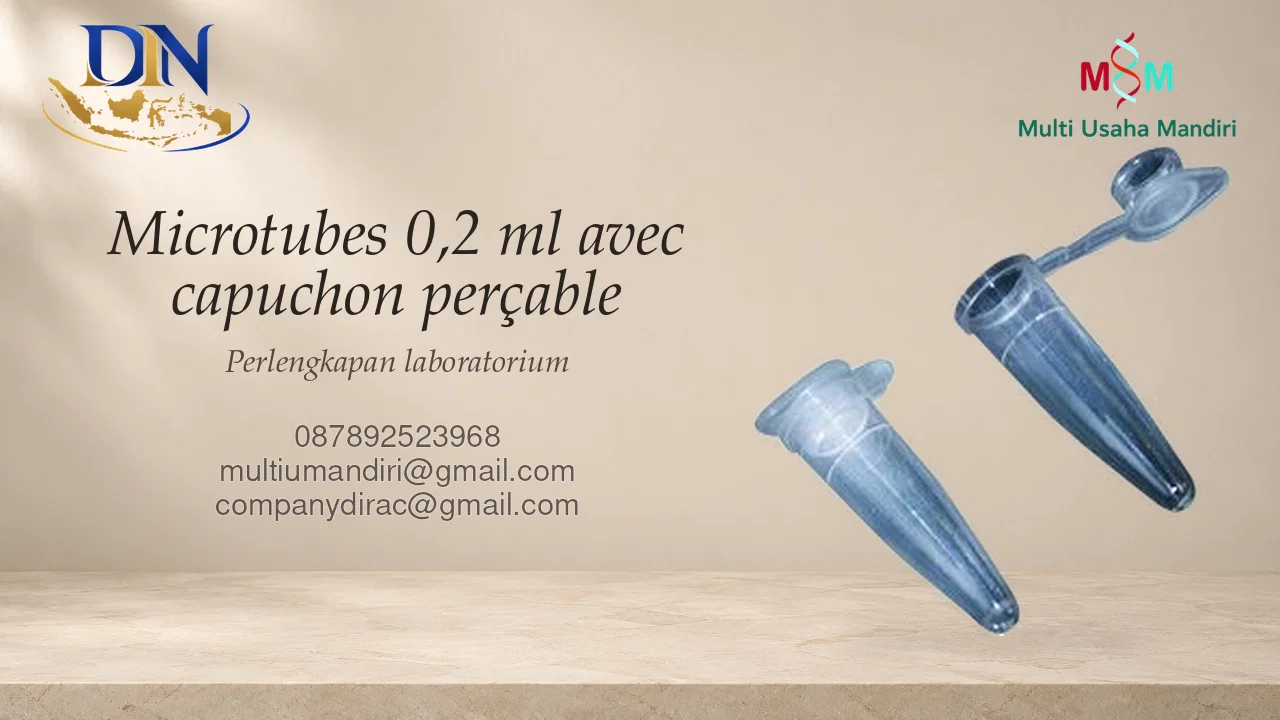 DIN
M M
Multi Usaha Mandiri
Microtubes 0,2 ml avec
capuchon perçable
Perlengkapan laboratorium
087892523968
multiumandiri@gmail.com
companydirac@gmail.com